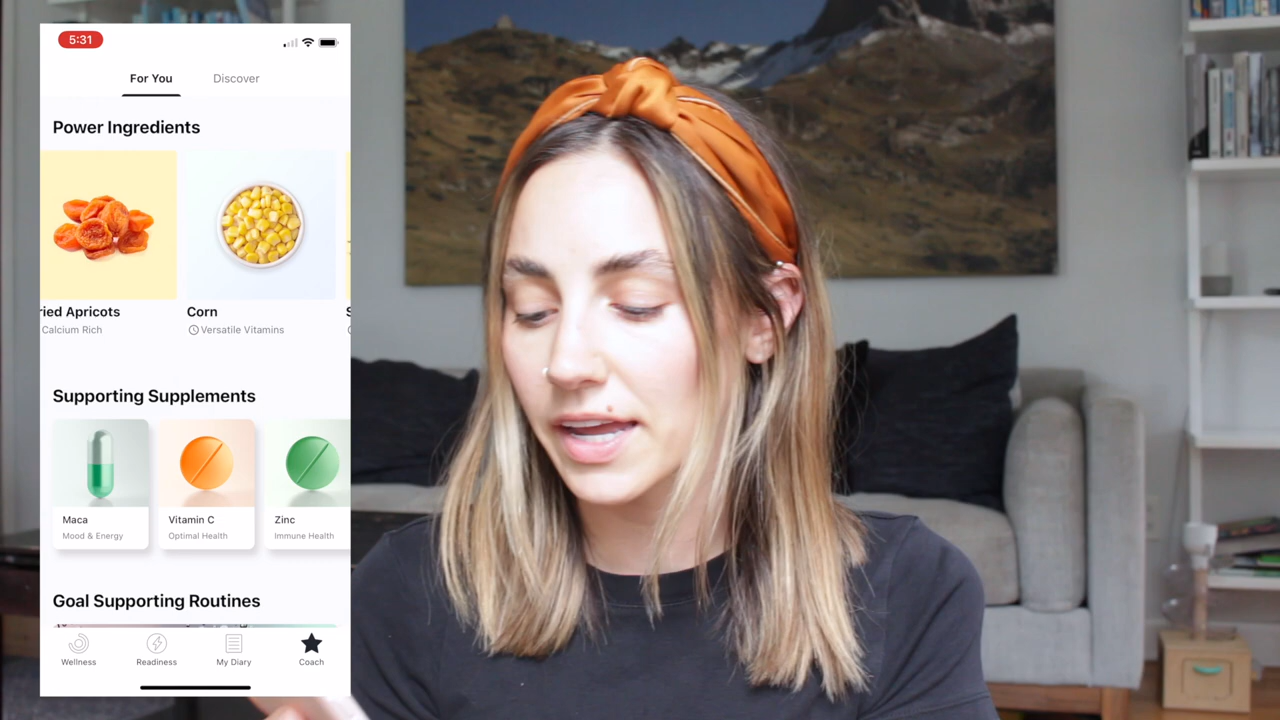 5:31
For You Discover
Power Ingredients
ried Apricots Corn S
Calcium Rich Versatile Vitamins
Supporting Supplements
Maca Vitamin C Zinc
Mood & Energy Optimal Health Immune Health
Goal Supporting Routines
Wellness Readiness My Diary Coach